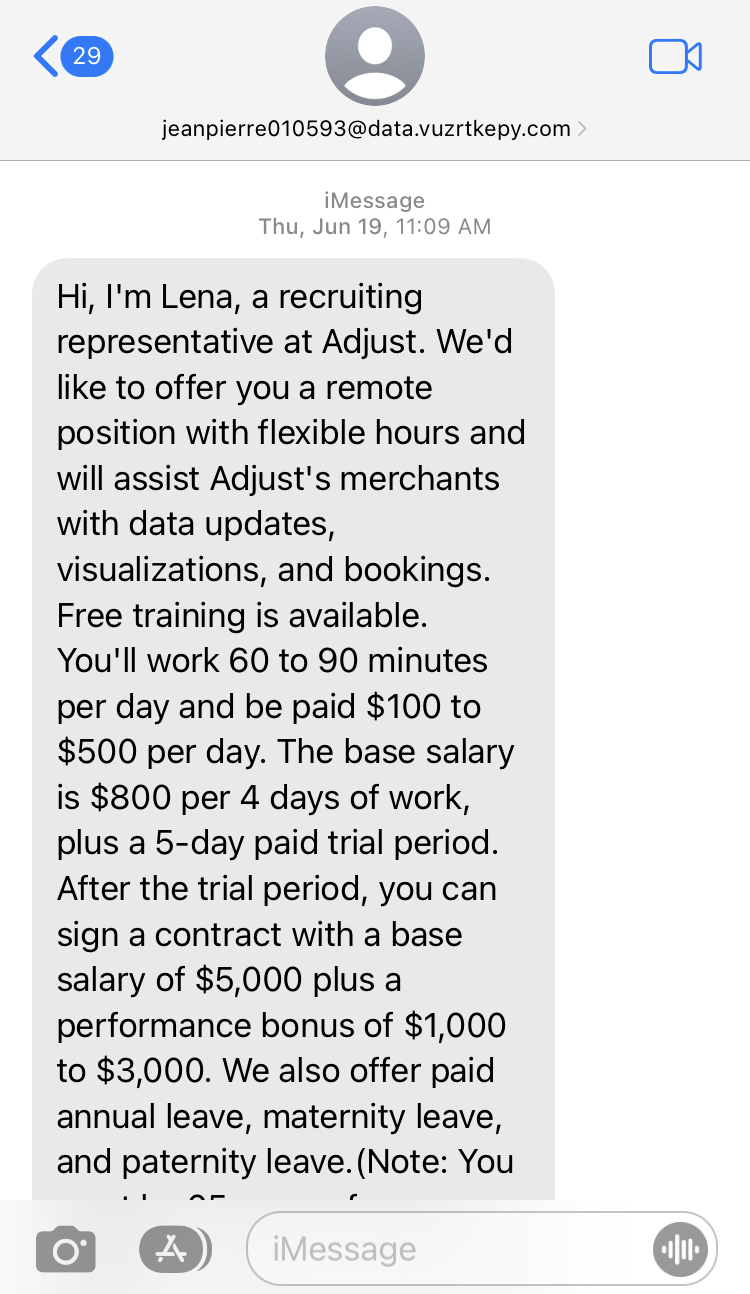 29
jeanpierre010593@data.vuzrtkepy.com
iMessage
Thu, Jun 19, 11:09 AM
Hi, I'm Lena, a recruiting
representative at Adjust. We'd
like to offer you a remote
position with flexible hours and
will assist Adjust's merchants
with data updates,
visualizations, and bookings.
Free training is available.
You'll work 60 to 90 minutes
per day and be paid $100 to
$500 per day. The base salary
is $800 per 4 days of work,
plus a 5-day paid trial period.
After the trial period, you can
sign a contract with a base
salary of $5,000 plus a
performance bonus of $1,000
to $3,000. We also offer paid
annual leave, maternity leave,
and paternity leave.(Note: You
iMessage